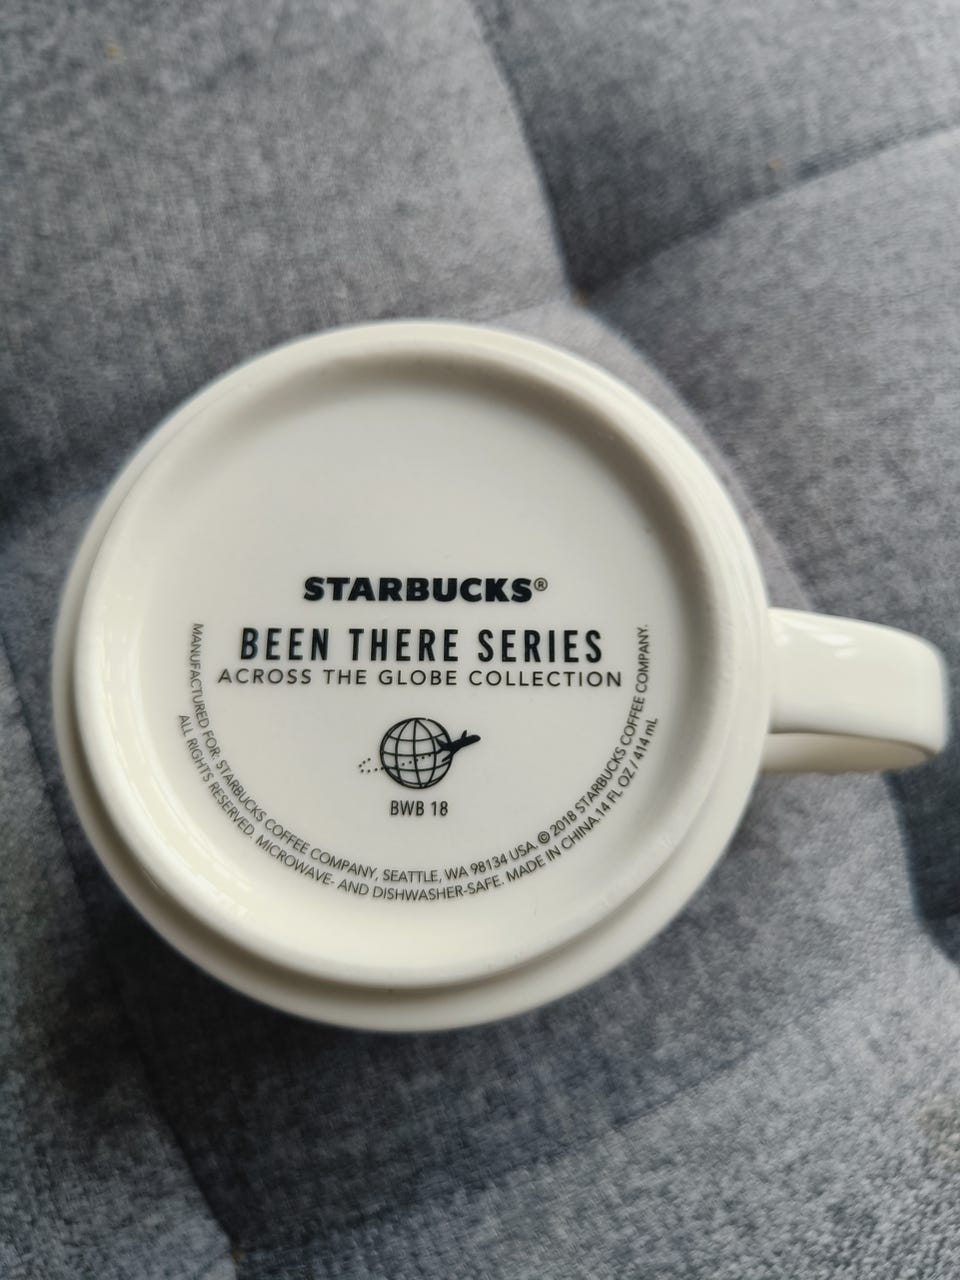 STARBUCKS®
BEEN THERE SERIES
ACROSS THE GLOBE COLLECTION
BWB 18
MANUFACTURED FOR: STARBUCKS COFFEE COMPANY, SEATTLE, WA 98134 USA. © 2018 STARBUCKS COFFEE COMPANY.
ALL RIGHTS RESERVED. MICROWAVE- AND DISHWASHER-SAFE. MADE IN CHINA.14 FL OZ / 414 mL